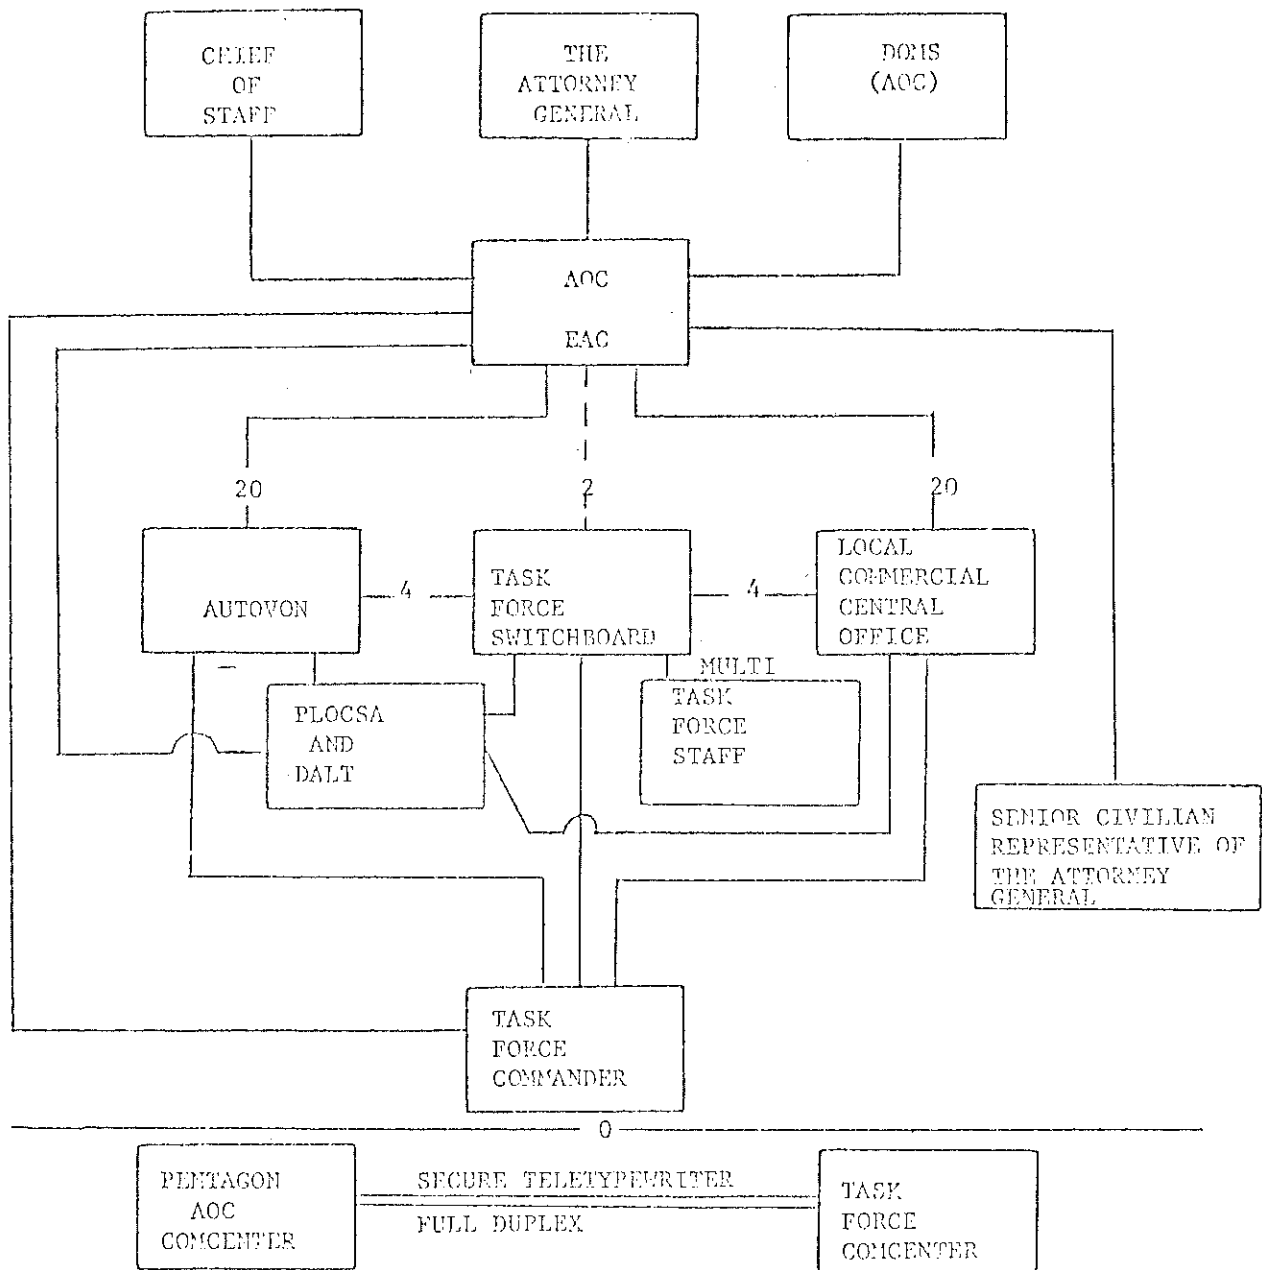 CHIEF
OF
STAFF
THE
ATTORNEY
GENERAL
DOMS
(AOC)
AOC
EAC
20
2
20
AUTOVON
4
TASK
FORCE
SWITCHBOARD
4
LOCAL
COMMERCIAL
CENTRAL
OFFICE
MULTI
PLOCSA
AND
DALT
TASK
FORCE
STAFF
SENIOR CIVILIAN
REPRESENTATIVE OF
THE ATTORNEY
GENERAL
TASK
FORCE
COMMANDER
0
PENTAGON
AOC
COMCENTER
SECURE TELETYPEWRITER
FULL DUPLEX
TASK
FORCE
COMCENTER